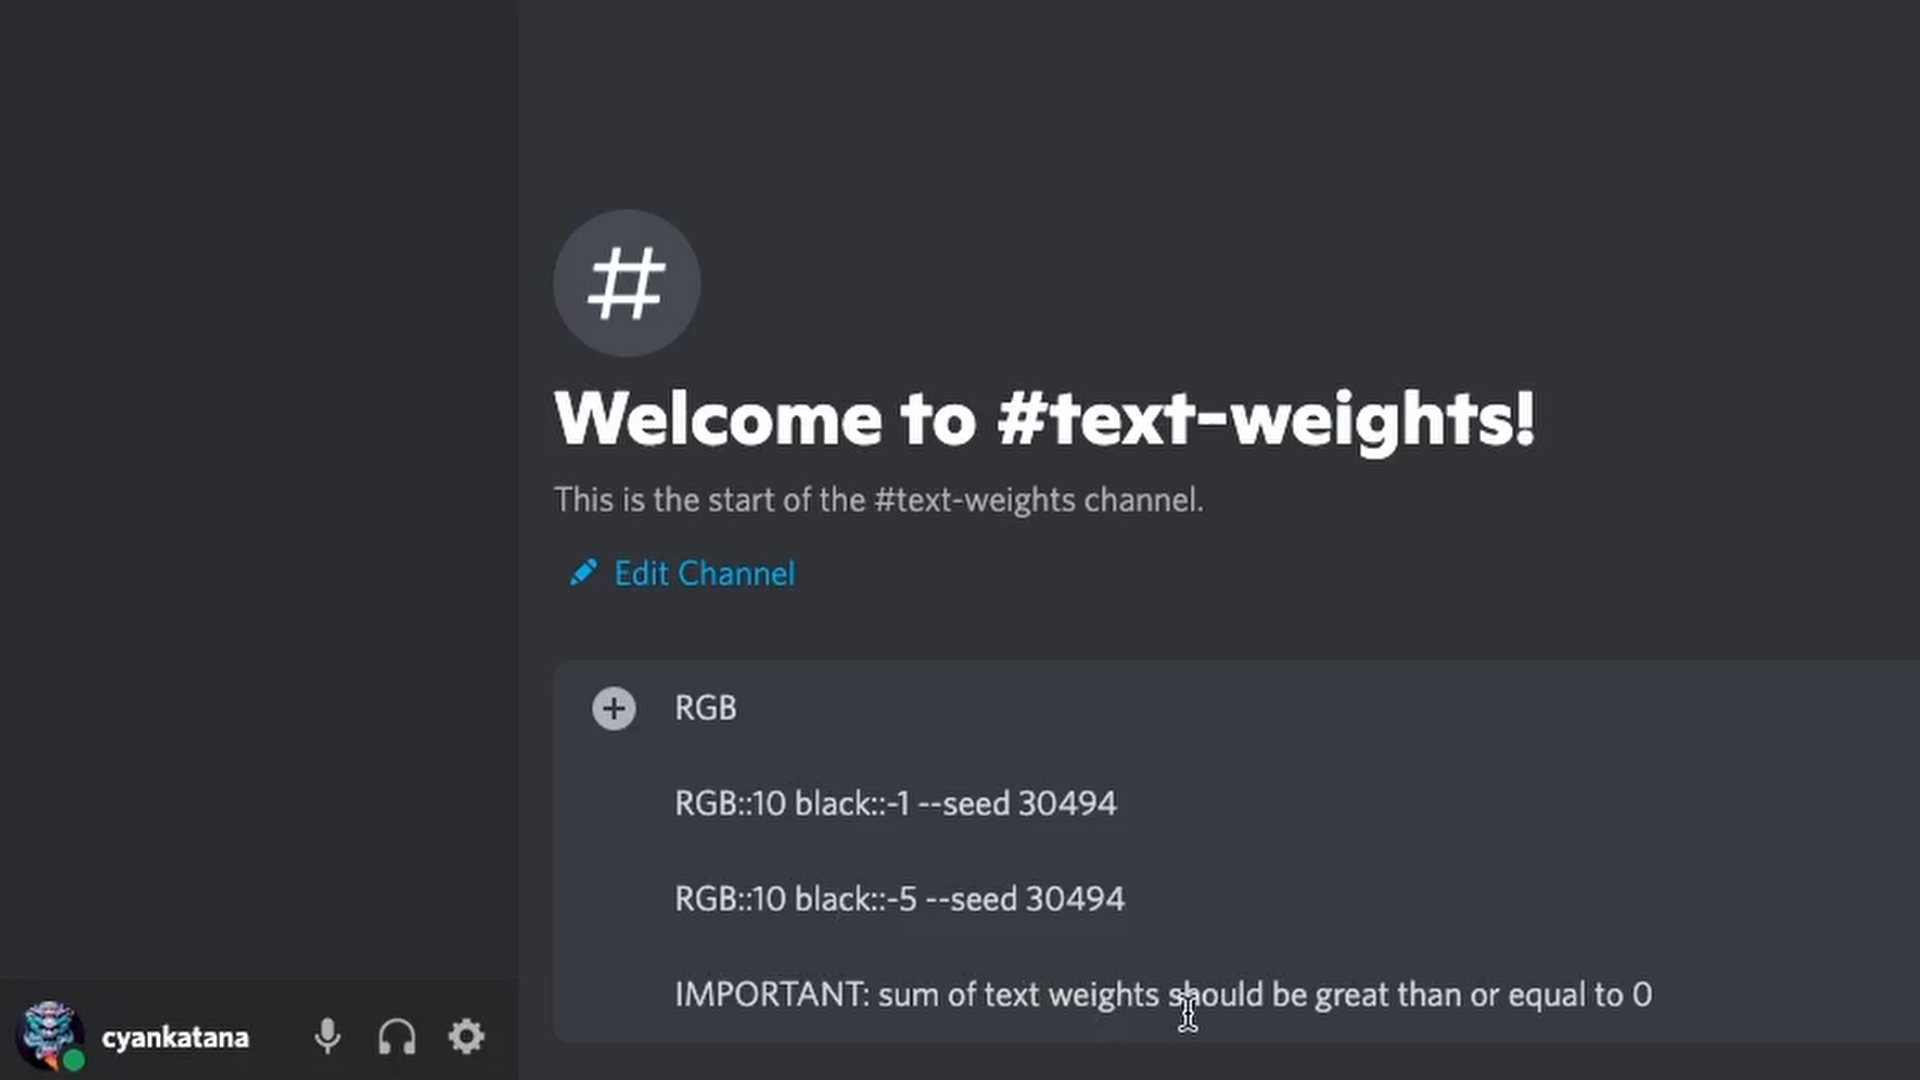 #
Welcome to #text-weights!
This is the start of the #text-weights channel.
Edit Channel
RGB
RGB::10 black::-1 --seed 30494
RGB::10 black::-5 --seed 30494
IMPORTANT: sum of text weights should be great than or equal to 0
cyankatana